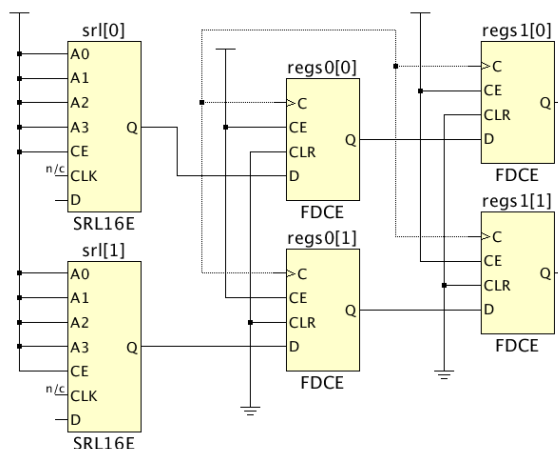 srl[0]
A0
A1
A2
A3
CE
n/c
CLK
D
Q
SRL16E
srl[1]
A0
A1
A2
A3
CE
n/c
CLK
D
Q
SRL16E
regs0[0]
C
CE
CLR
D
Q
FDCE
regs0[1]
C
CE
CLR
D
Q
FDCE
regs1[0]
C
CE
CLR
D
Q
FDCE
regs1[1]
C
CE
CLR
D
Q
FDCE